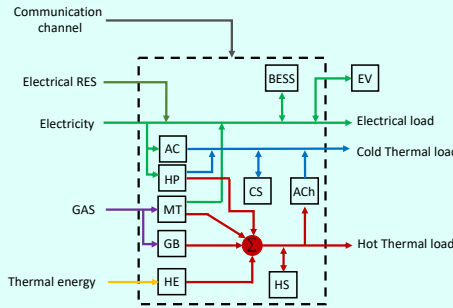 Communication
channel
Electrical RES
BESS
EV
Electricity
Electrical load
AC
Cold Thermal load
HP
CS
ACh
GAS
MT
GB
Σ
Hot Thermal load
Thermal energy
HE
HS